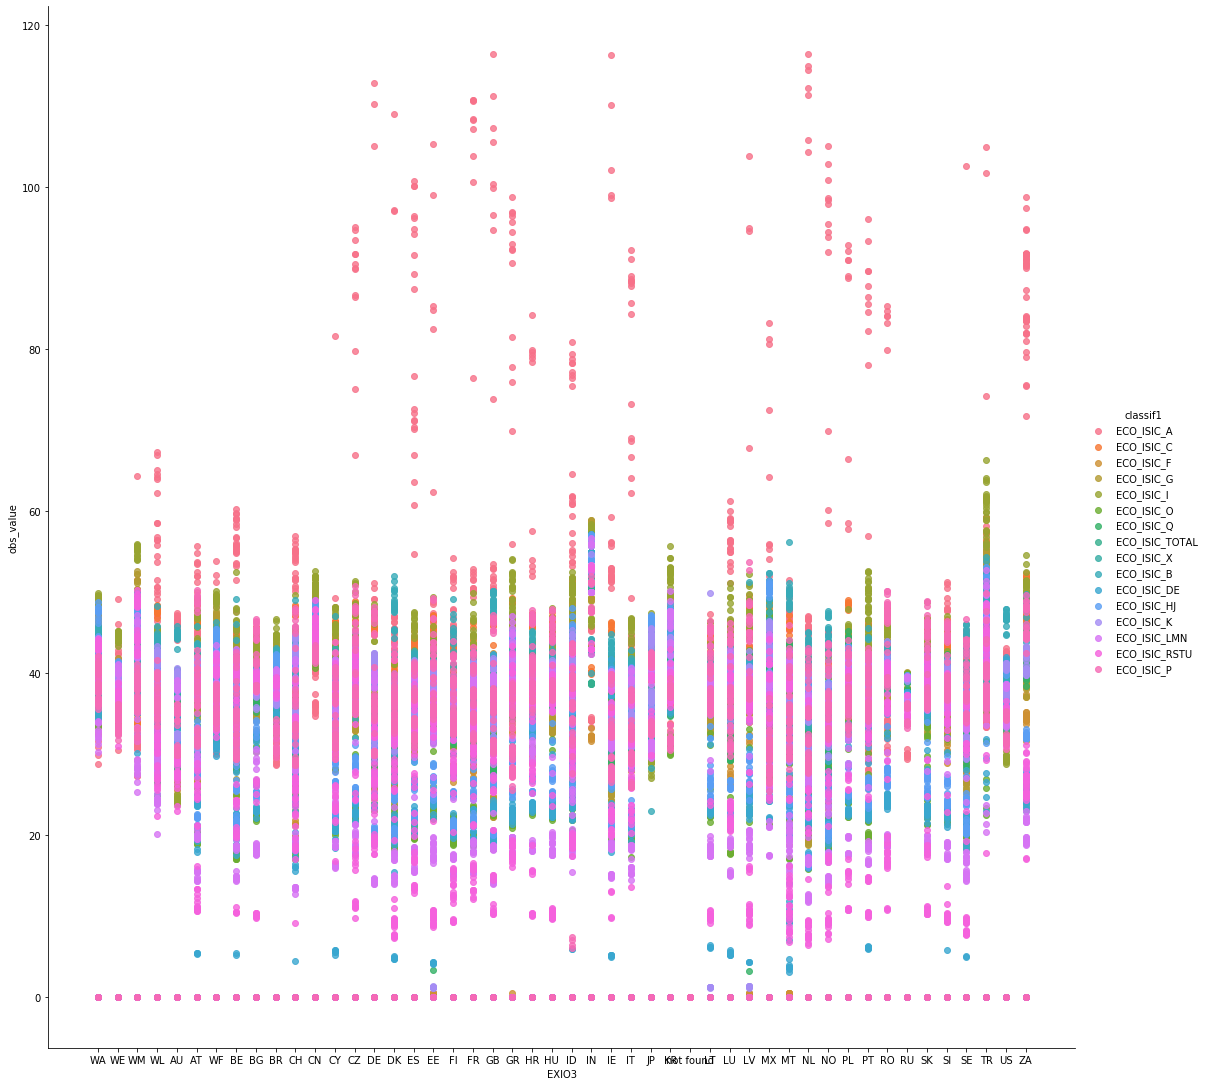 120
100
80
60
40
20
0
obs_value
WA WE WM WL AU AT WF BE BG BR CH CN CY CZ DE DK ES EE FI FR GB GR HR HU ID IN IE IT JP KR not found LT LU LV MX MT NL NO PL PT RO RU SK SI SE TR US ZA
EXIO3
classif1
ECO_ISIC_A
ECO_ISIC_C
ECO_ISIC_F
ECO_ISIC_G
ECO_ISIC_I
ECO_ISIC_O
ECO_ISIC_Q
ECO_ISIC_TOTAL
ECO_ISIC_X
ECO_ISIC_B
ECO_ISIC_DE
ECO_ISIC_HJ
ECO_ISIC_K
ECO_ISIC_LMN
ECO_ISIC_RSTU
ECO_ISIC_P